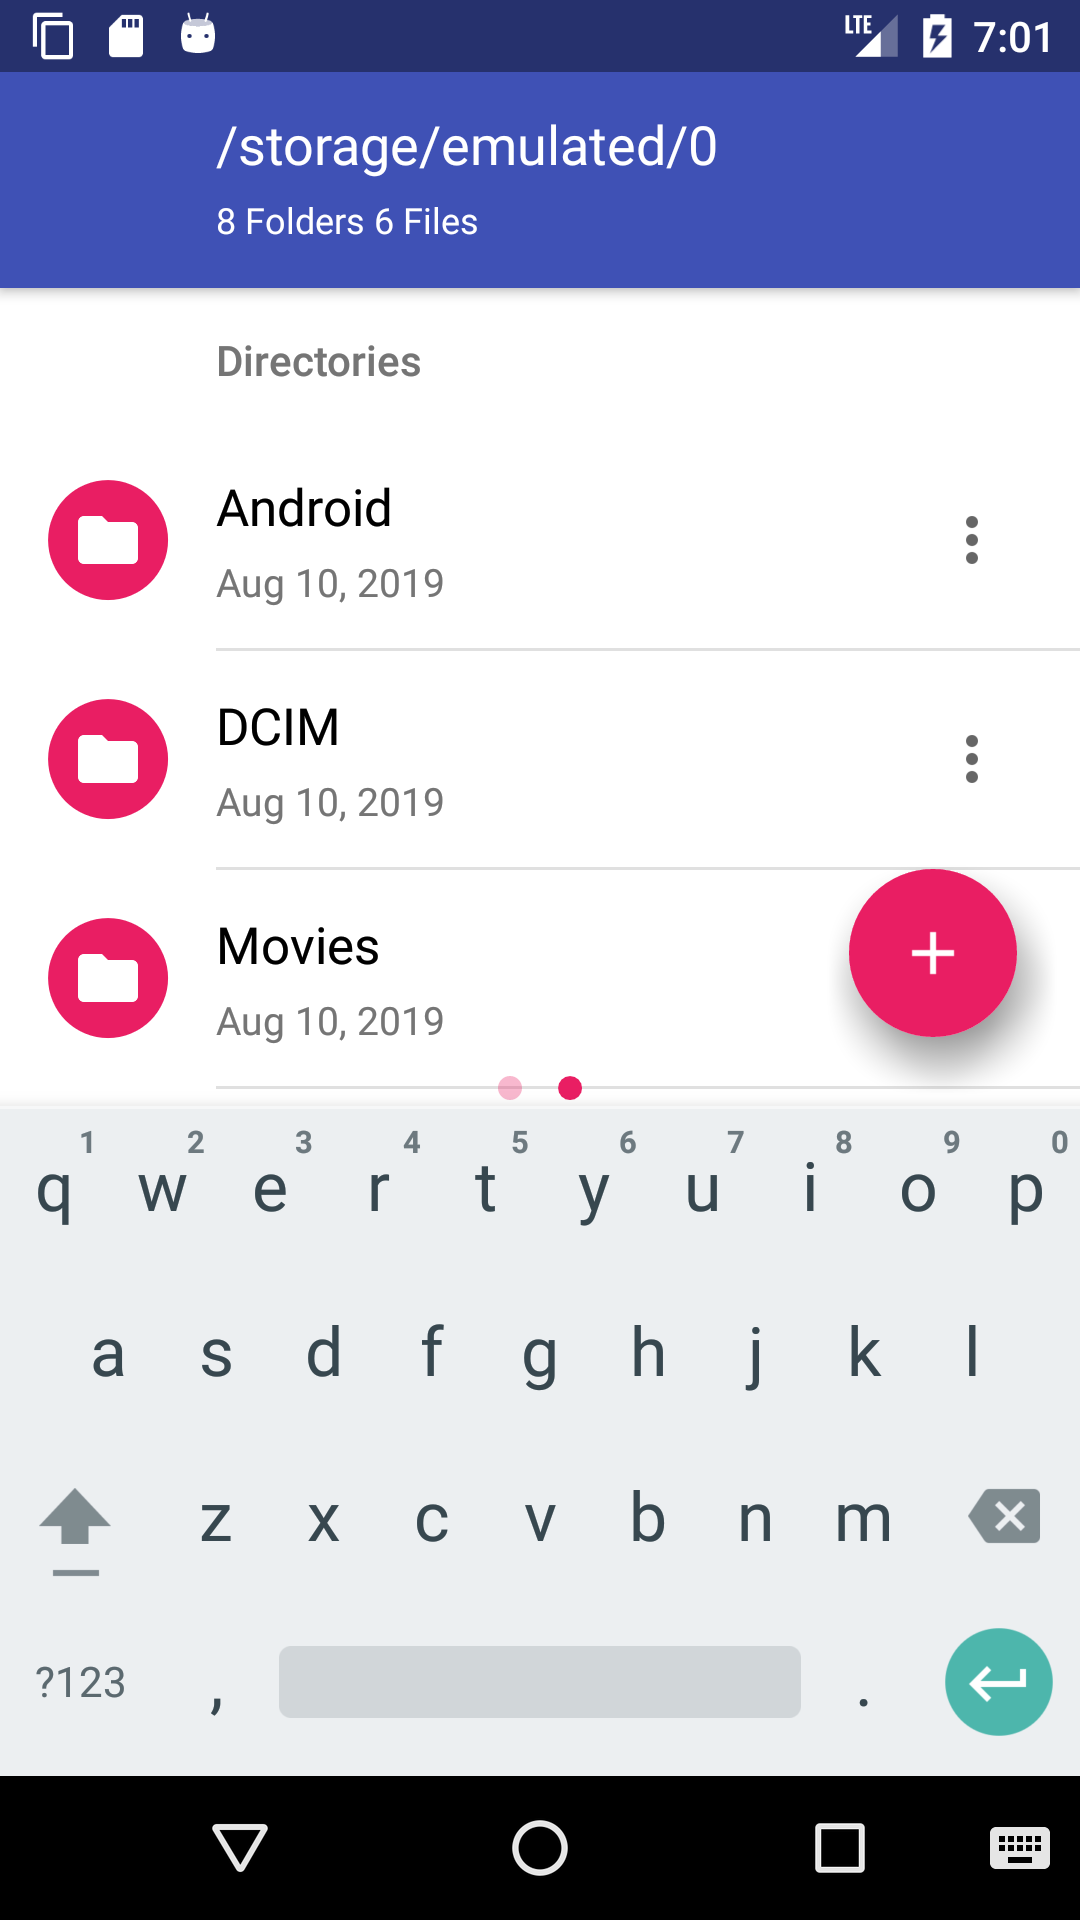 LTE 7:01
/storage/emulated/0
8 Folders 6 Files
Directories
Android
Aug 10, 2019
DCIM
Aug 10, 2019
Movies
Aug 10, 2019
1 2 3 4 5 6 7 8 9 0
q w e r t y u i o p
a s d f g h j k l
z x c v b n m
?123 , .